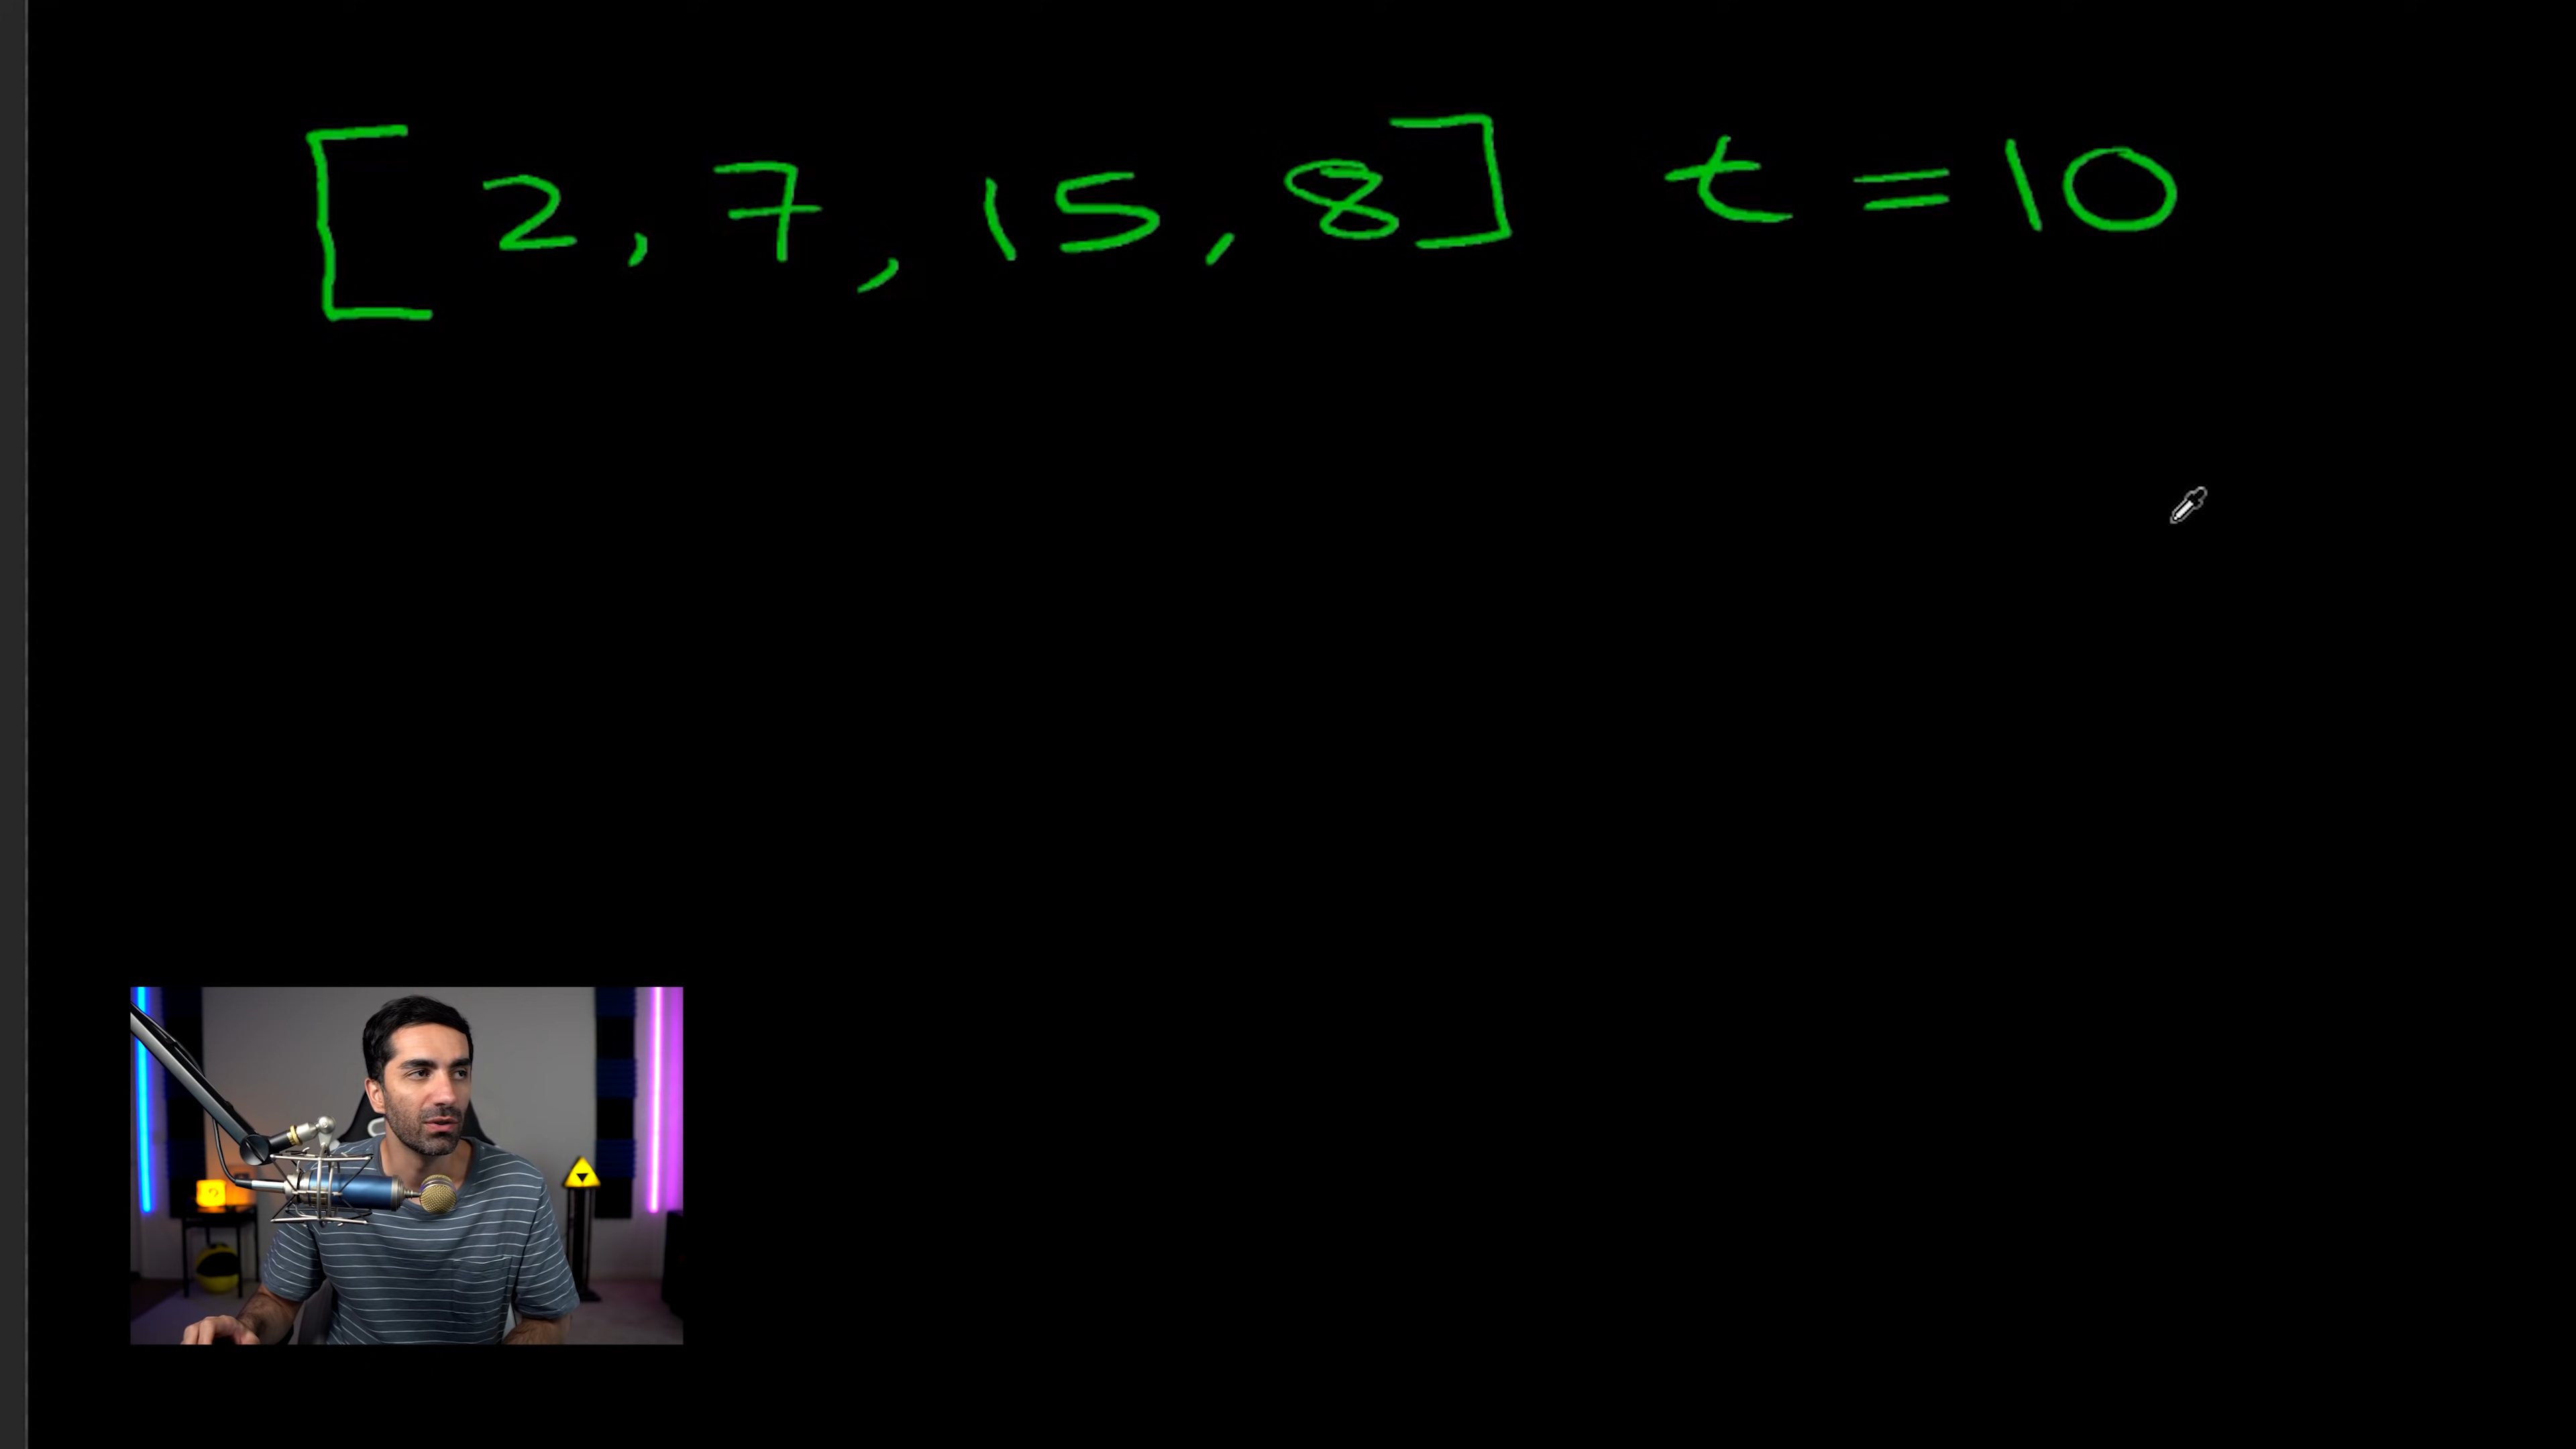 [ 2, 7, 15, 8] t = 10